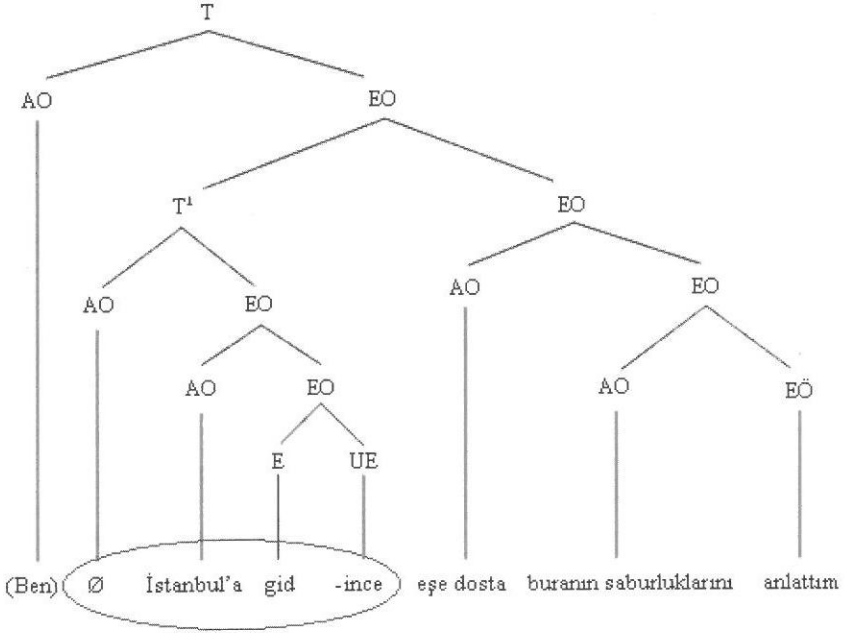 T
AO EO
T¹ EO
AO EO AO EO
AO EO AO EÖ
E UE
(Ben) Ø İstanbul'a gid -ince eşe dosta buranın saburluklarını anlattım